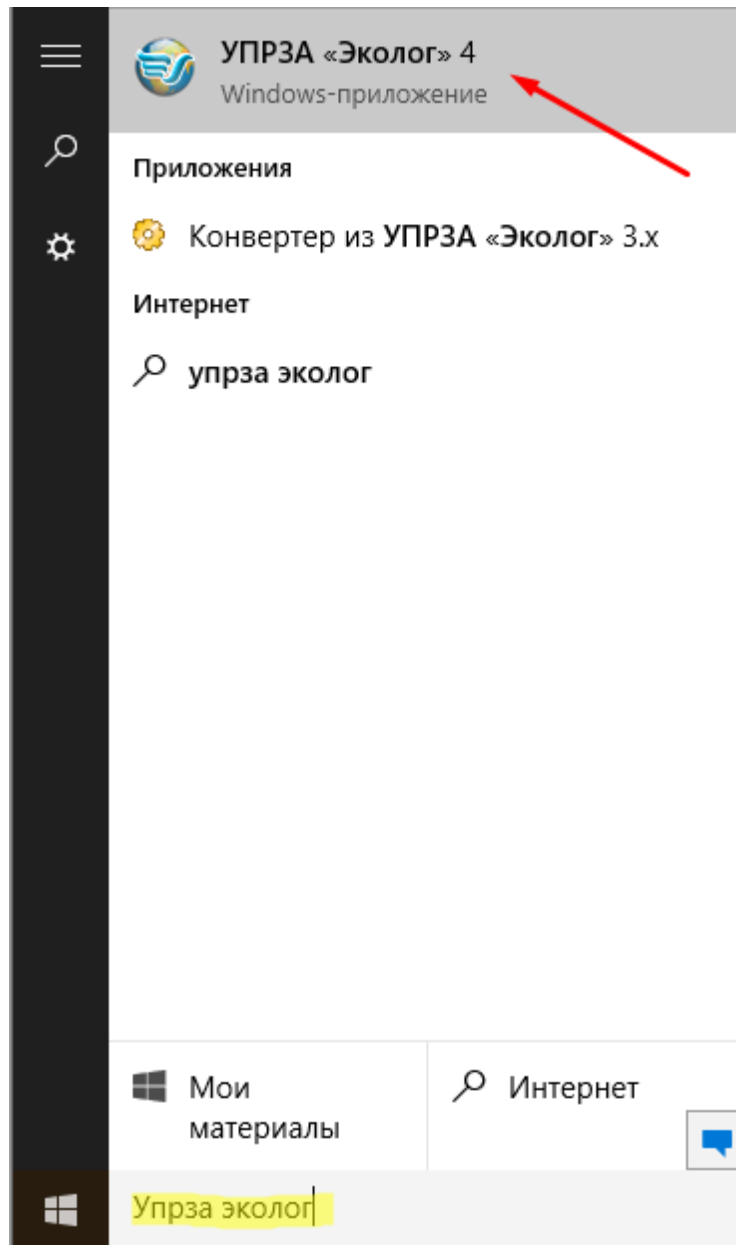 УПРЗА «Эколог» 4
Windows-приложение
Приложения
Конвертер из УПРЗА «Эколог» 3.x
Интернет
упрза эколог
Мои
материалы
Интернет
Упрза эколог